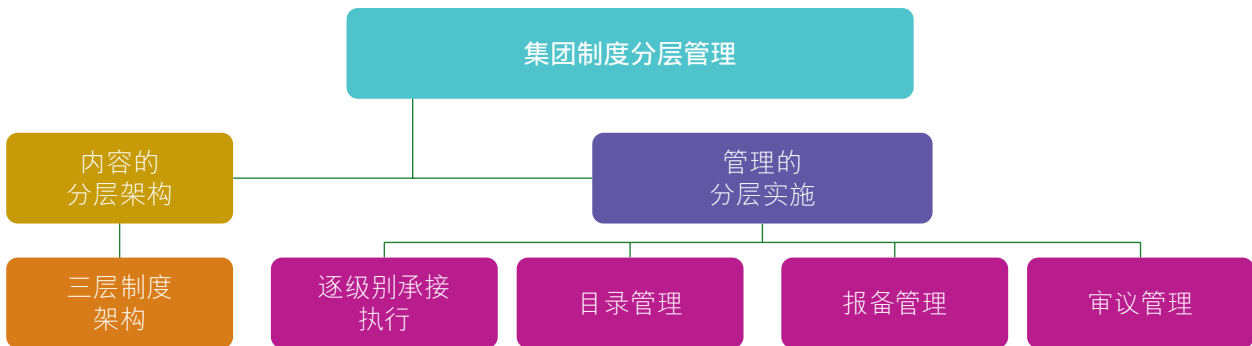 集团制度分层管理
内容的
分层架构
管理的
分层实施
三层制度
架构
逐级别承接
执行
目录管理
报备管理
审议管理